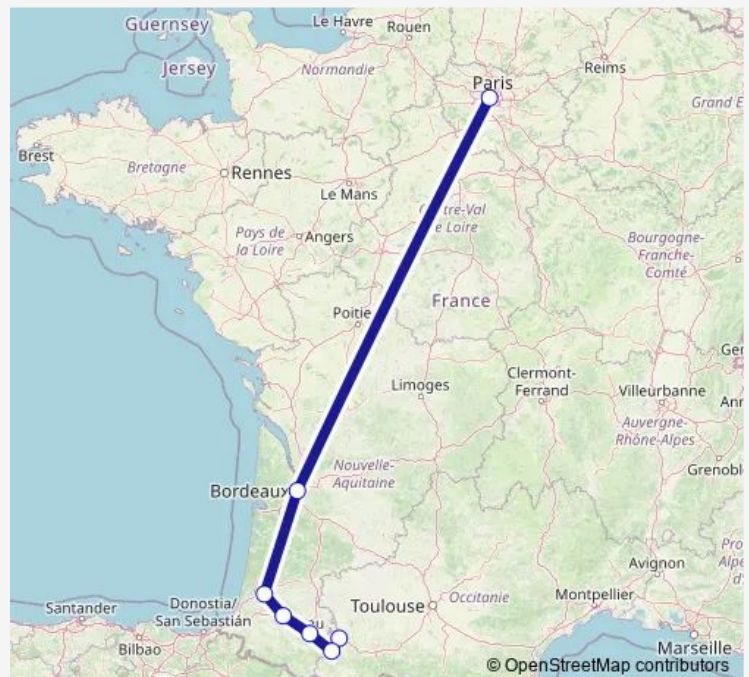 Guernsey
Le Havre
Rouen
Jersey
Normandie
Paris
Reims
Grand E
Brest
Bretagne
Rennes
Le Mans
tre-Val
e Loire
Pays de
la Loire
Angers
Bourgogne-
Franche-
Comté
Poitie
France
Ger
Limoges
Clermont-
Ferrand
Villeurbanne
Ann
Auvergne-
Rhône-Alpes
Nouvelle-
Aquitaine
Grenobl
Bordeaux
Pro
Alpe
d'
Avignon
Santander
Donostia/
San Sebastián
Toulouse
Occitanie
Montpellier
au
Bilbao
Marseille
© OpenStreetMap contributors